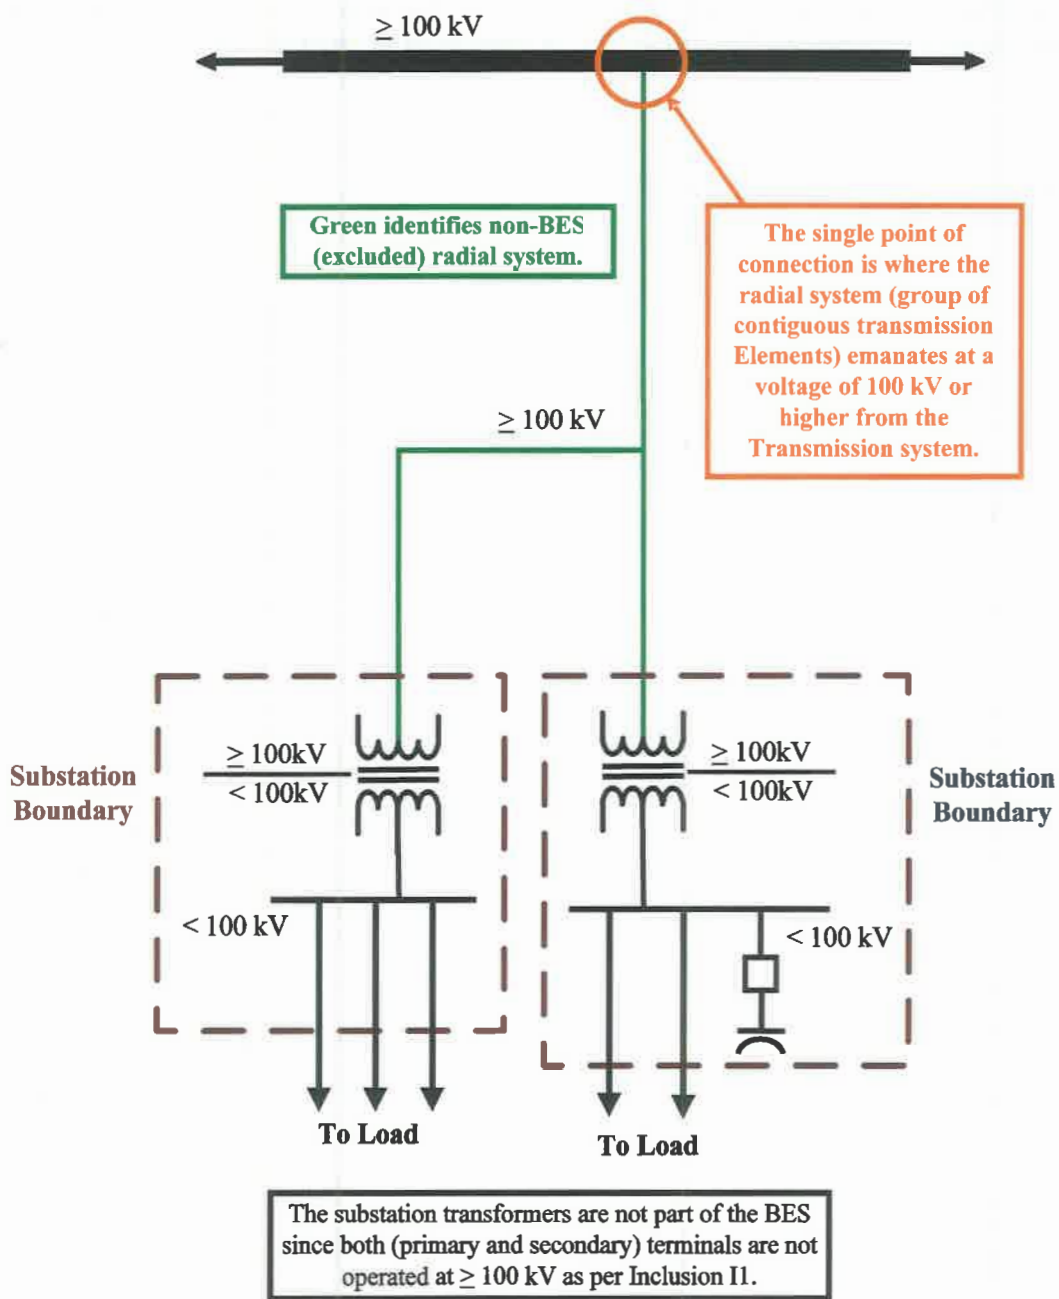 ≥ 100 kV
Green identifies non-BES
(excluded) radial system.
The single point of
connection is where the
radial system (group of
contiguous transmission
Elements) emanates at a
voltage of 100 kV or
higher from the
Transmission system.
≥ 100 kV
Substation
Boundary
≥ 100kV
< 100kV
≥ 100kV
< 100kV
Substation
Boundary
< 100 kV
< 100 kV
To Load
To Load
The substation transformers are not part of the BES
since both (primary and secondary) terminals are not
operated at ≥ 100 kV as per Inclusion I1.